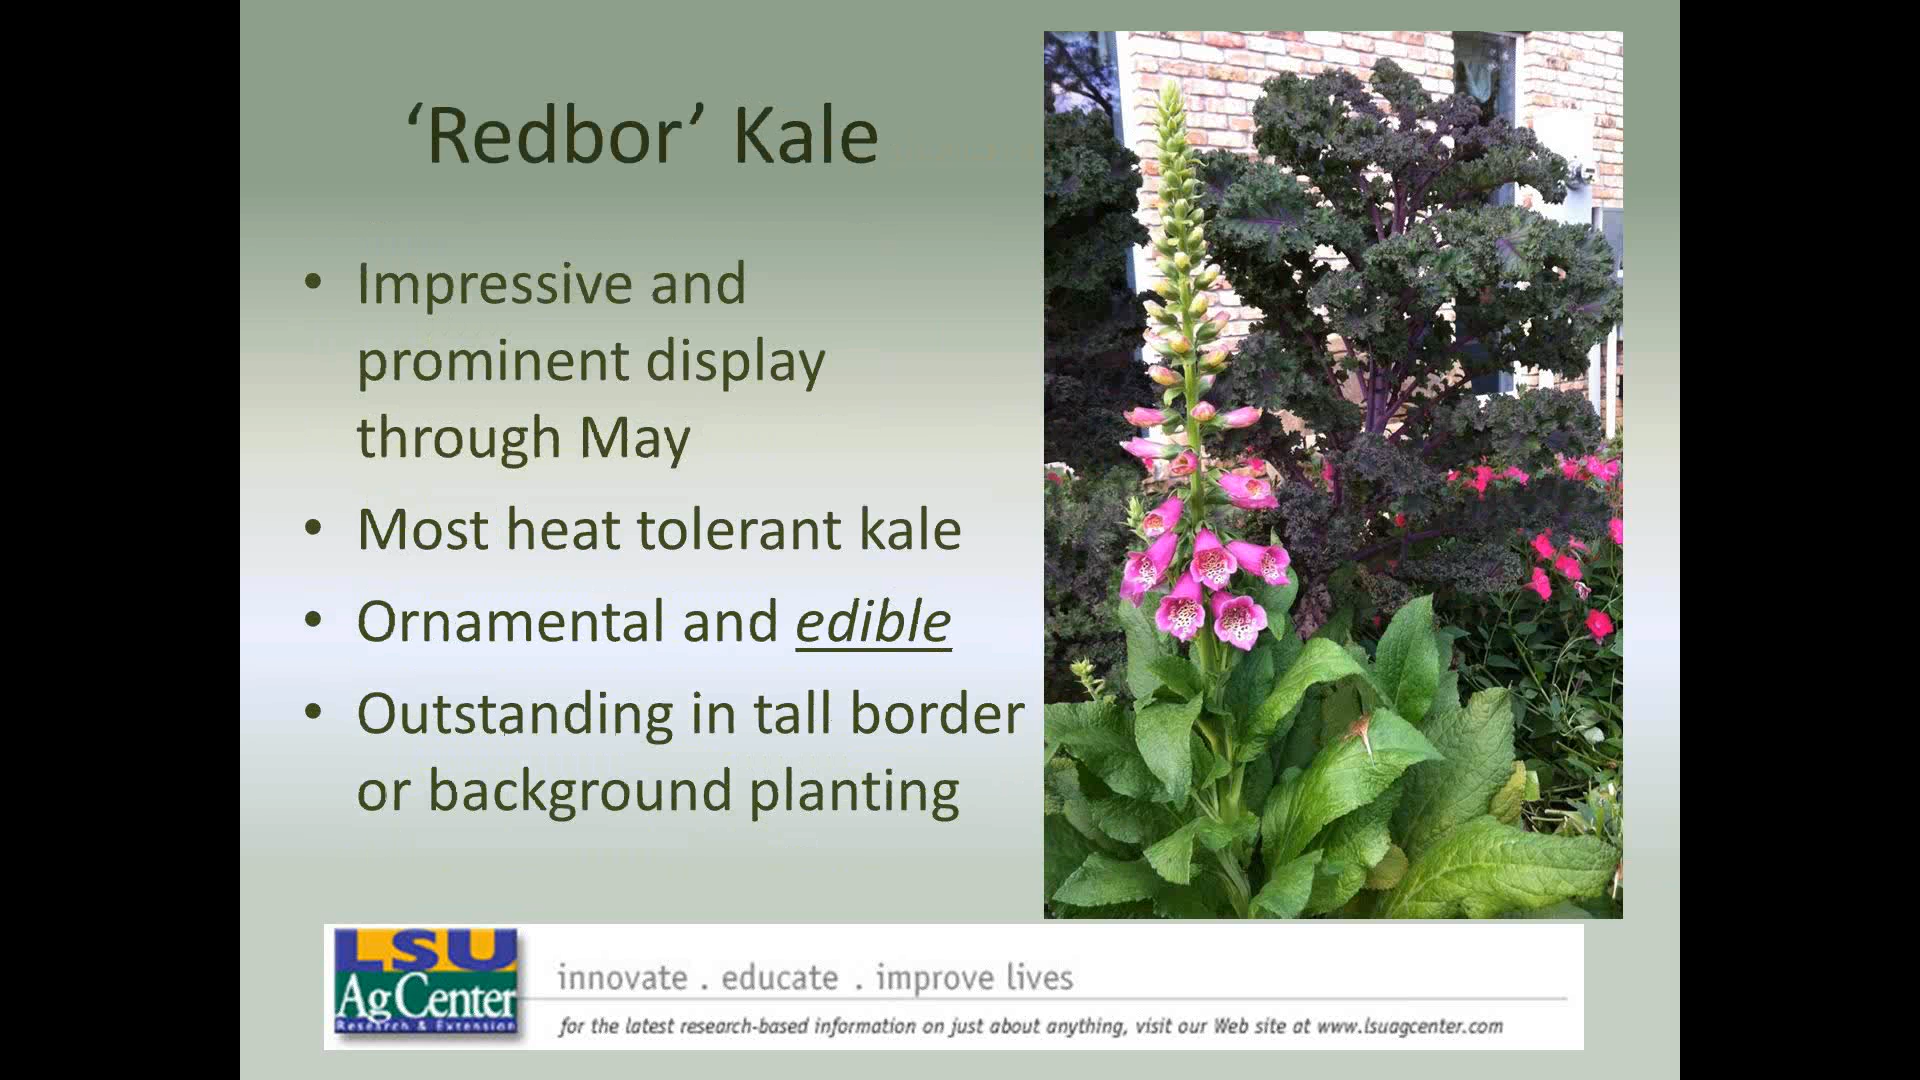 ‘Redbor’ Kale
• Impressive and
prominent display
through May
• Most heat tolerant kale
• Ornamental and edible
• Outstanding in tall border
or background planting
LSU
AgCenter
Research & Extension
innovate . educate . improve lives
for the latest research-based information on just about anything, visit our Web site at www.lsuagcenter.com